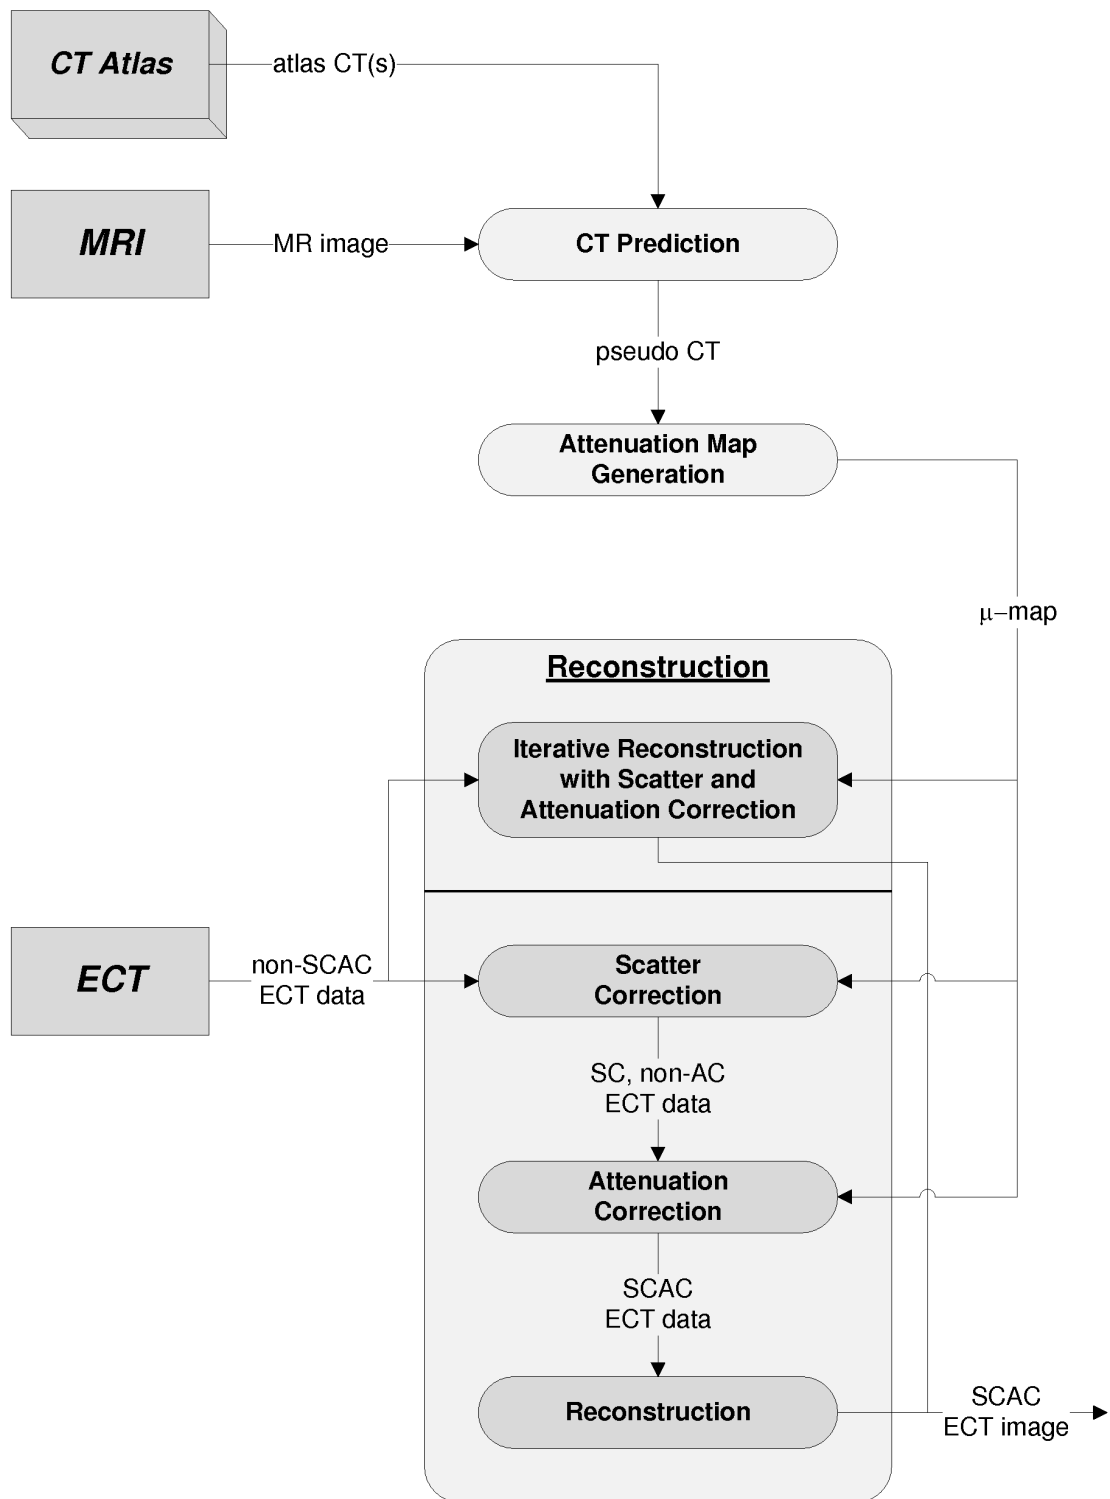 CT Atlas
atlas CT(s)
MRI
MR image
CT Prediction
pseudo CT
Attenuation Map
Generation
μ−map
Reconstruction
Iterative Reconstruction
with Scatter and
Attenuation Correction
ECT
non-SCAC
ECT data
Scatter
Correction
SC, non-AC
ECT data
Attenuation
Correction
SCAC
ECT data
Reconstruction
SCAC
ECT image